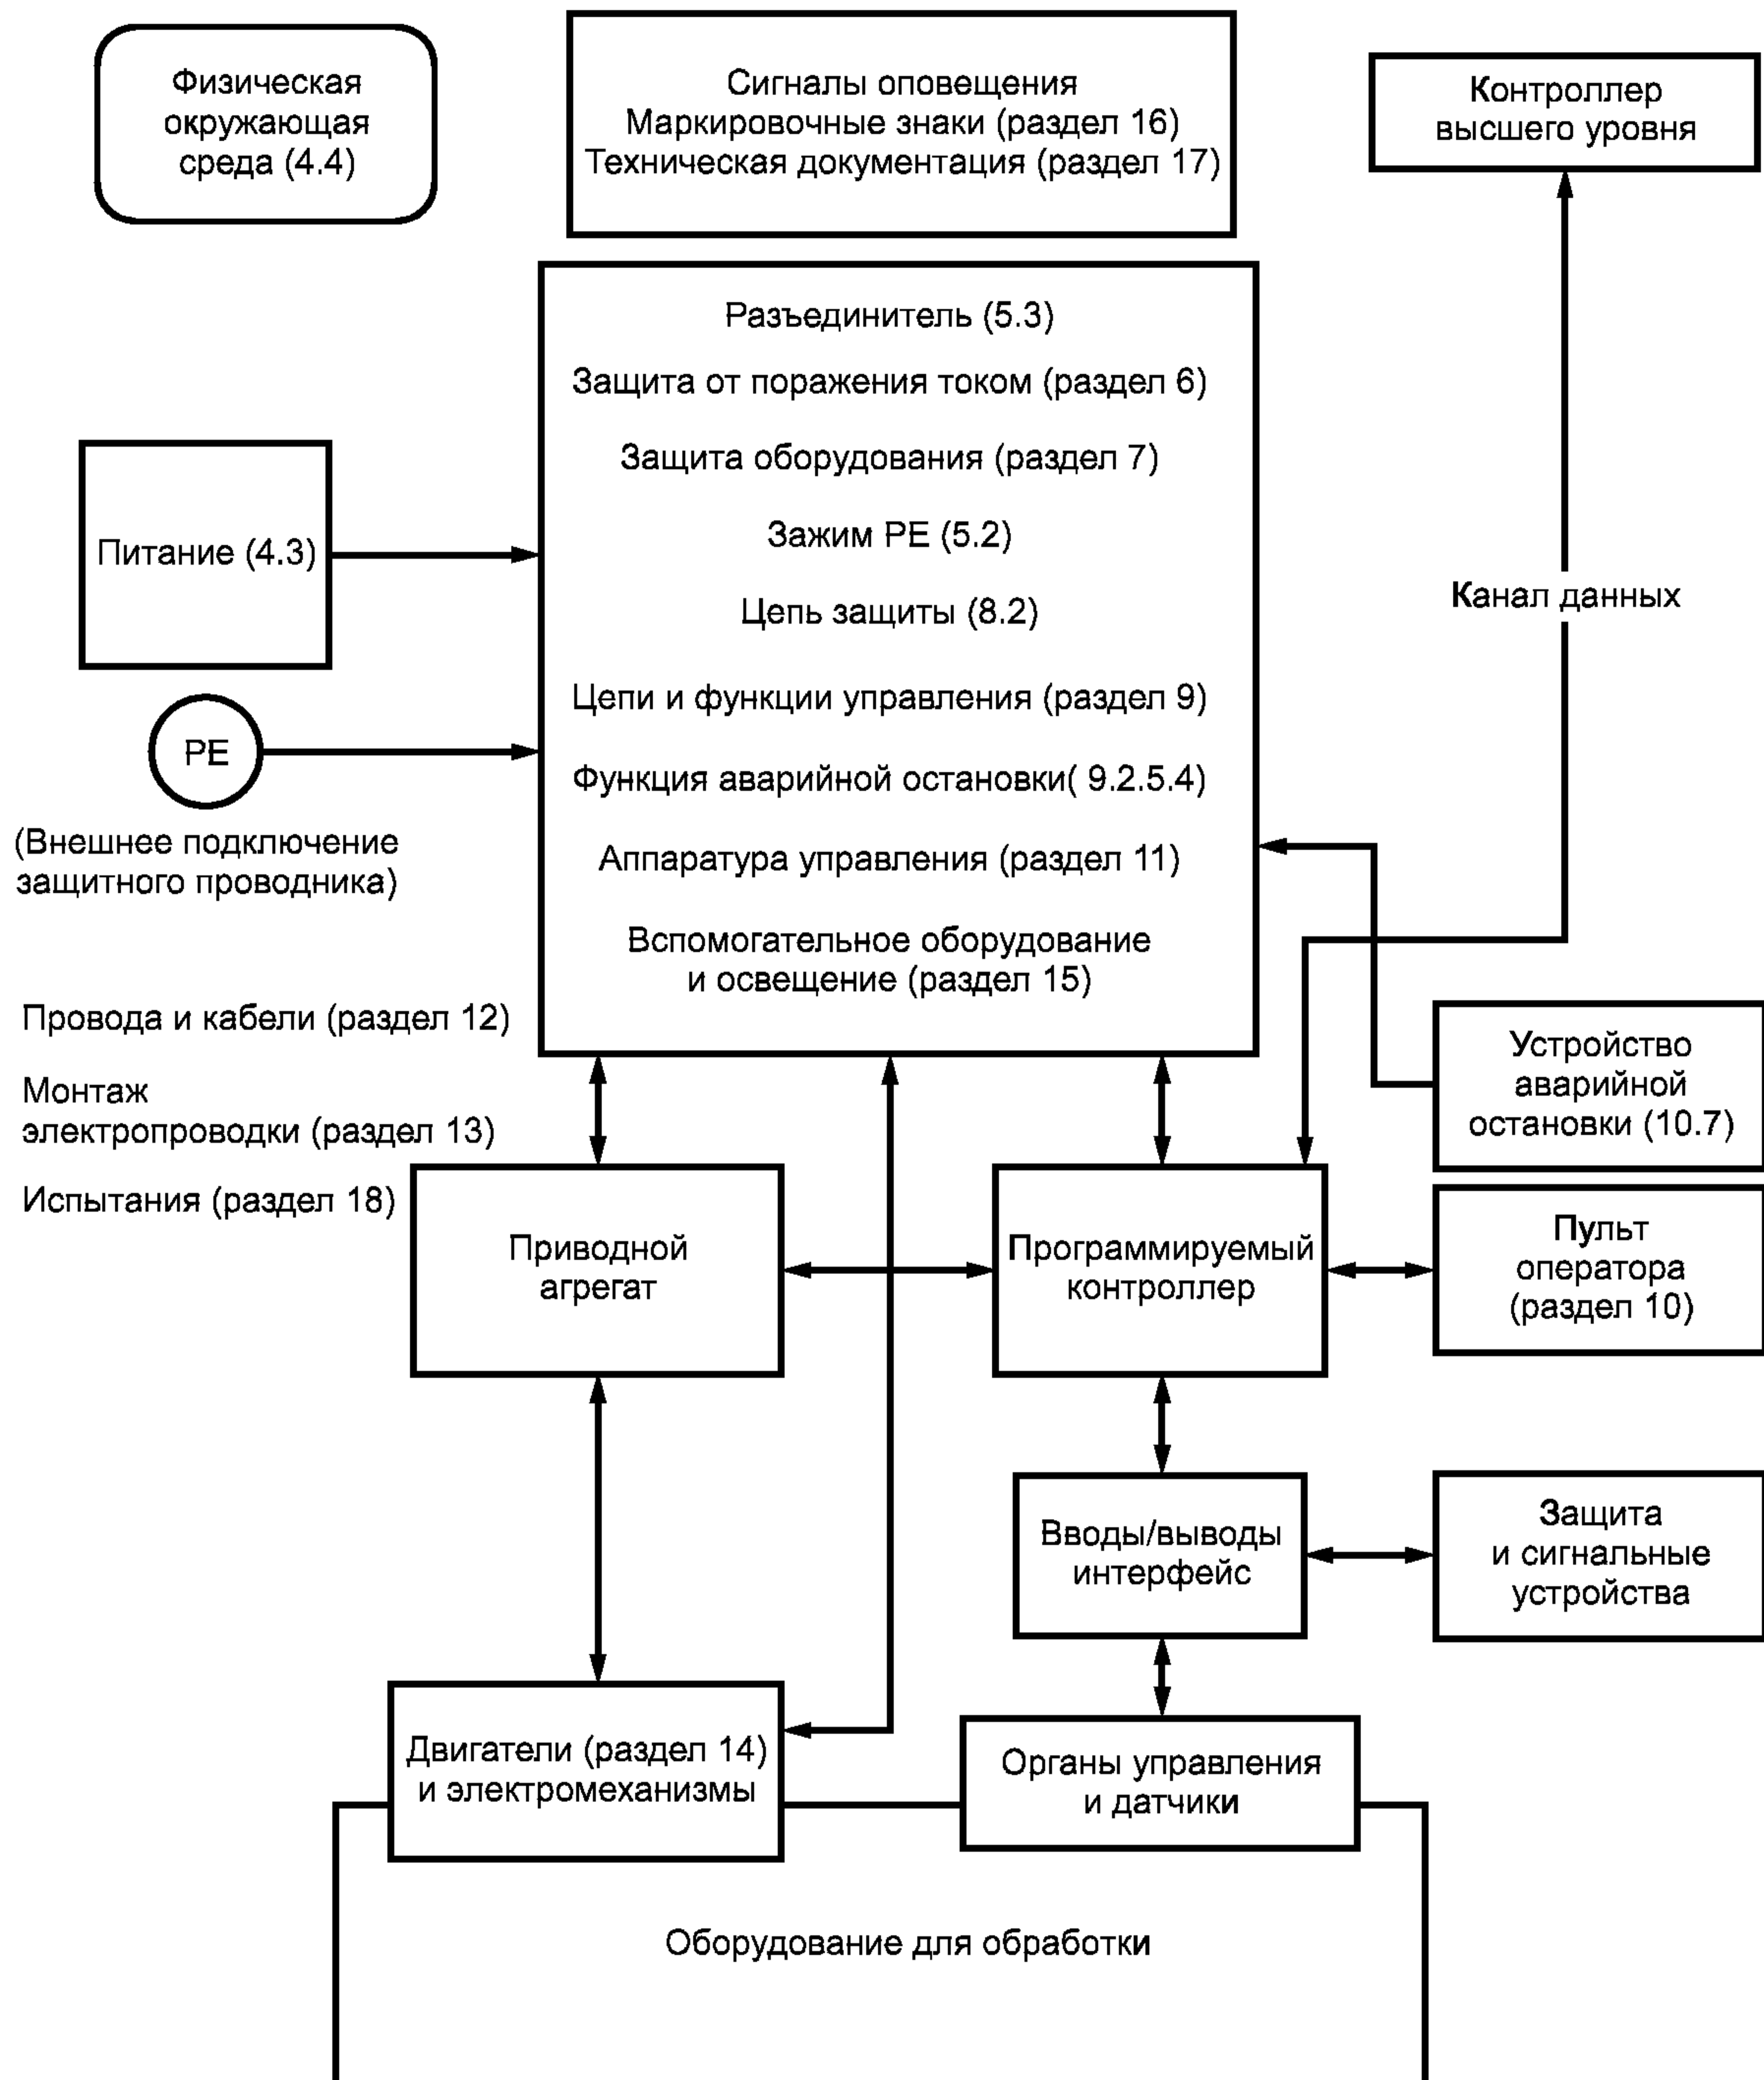 Физическая
окружающая
среда (4.4)
Сигналы оповещения
Маркировочные знаки (раздел 16)
Техническая документация (раздел 17)
Контроллер
высшего уровня
Разъединитель (5.3)
Защита от поражения током (раздел 6)
Защита оборудования (раздел 7)
Зажим PE (5.2)
Цепь защиты (8.2)
Цепи и функции управления (раздел 9)
Функция аварийной остановки( 9.2.5.4)
Аппаратура управления (раздел 11)
Вспомогательное оборудование
и освещение (раздел 15)
Питание (4.3)
PE
(Внешнее подключение
защитного проводника)
Канал данных
Провода и кабели (раздел 12)
Монтаж
электропроводки (раздел 13)
Испытания (раздел 18)
Устройство
аварийной
остановки (10.7)
Приводной
агрегат
Программируемый
контроллер
Пульт
оператора
(раздел 10)
Вводы/выводы
интерфейс
Защита
и сигнальные
устройства
Двигатели (раздел 14)
и электромеханизмы
Органы управления
и датчики
Оборудование для обработки